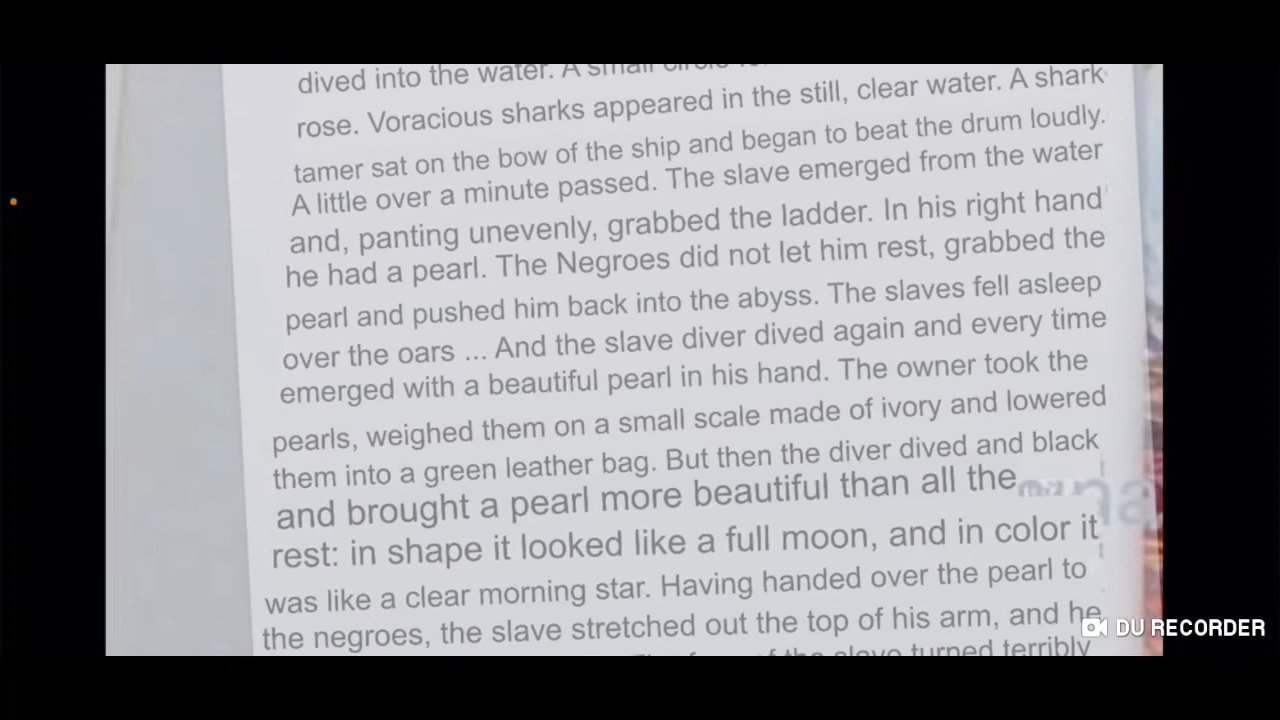 dived into the water. A small circle
rose. Voracious sharks appeared in the still, clear water. A shark
tamer sat on the bow of the ship and began to beat the drum loudly.
A little over a minute passed. The slave emerged from the water
and, panting unevenly, grabbed the ladder. In his right hand
he had a pearl. The Negroes did not let him rest, grabbed the
pearl and pushed him back into the abyss. The slaves fell asleep
over the oars ... And the slave diver dived again and every time
emerged with a beautiful pearl in his hand. The owner took the
pearls, weighed them on a small scale made of ivory and lowered
them into a green leather bag. But then the diver dived and black
and brought a pearl more beautiful than all the
rest: in shape it looked like a full moon, and in color it
was like a clear morning star. Having handed over the pearl to
the negroes, the slave stretched out the top of his arm, and he
of the slave turned terribly
DU RECORDER